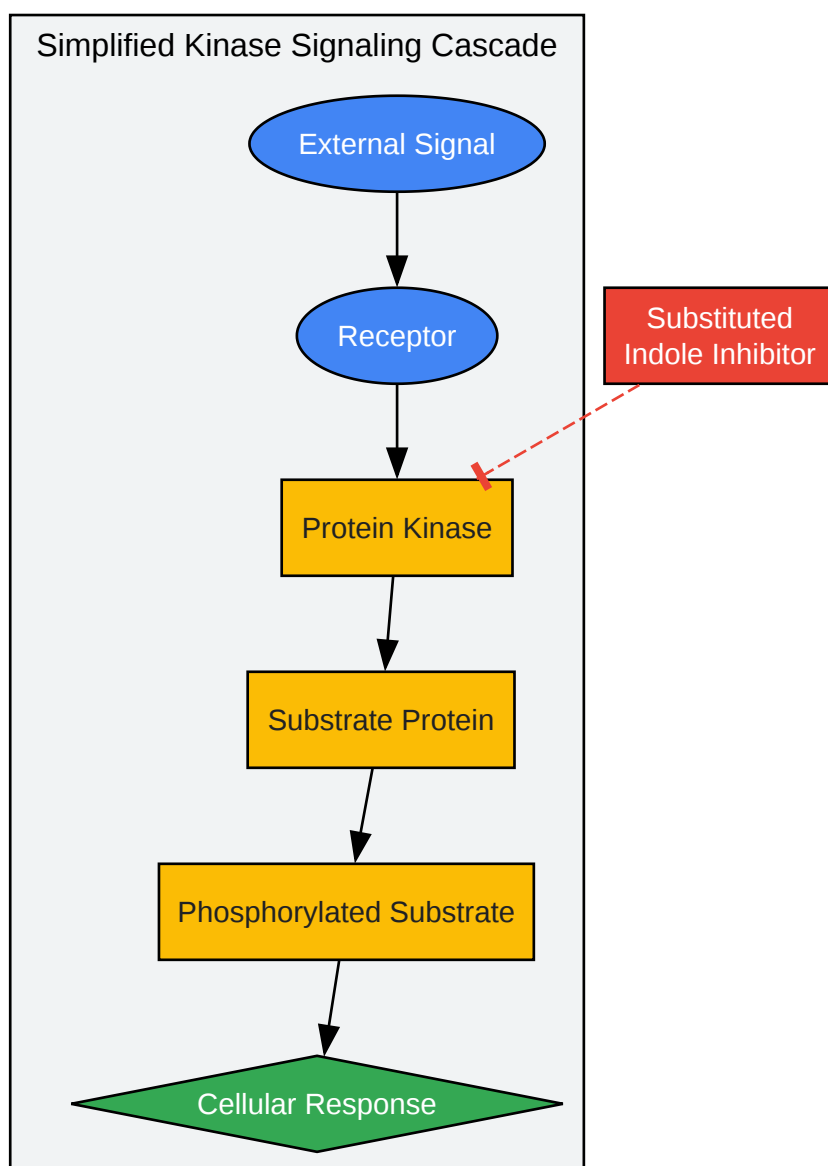 Simplified Kinase Signaling Cascade
External Signal
Receptor
Substituted
Indole Inhibitor
Protein Kinase
Substrate Protein
Phosphorylated Substrate
Cellular Response